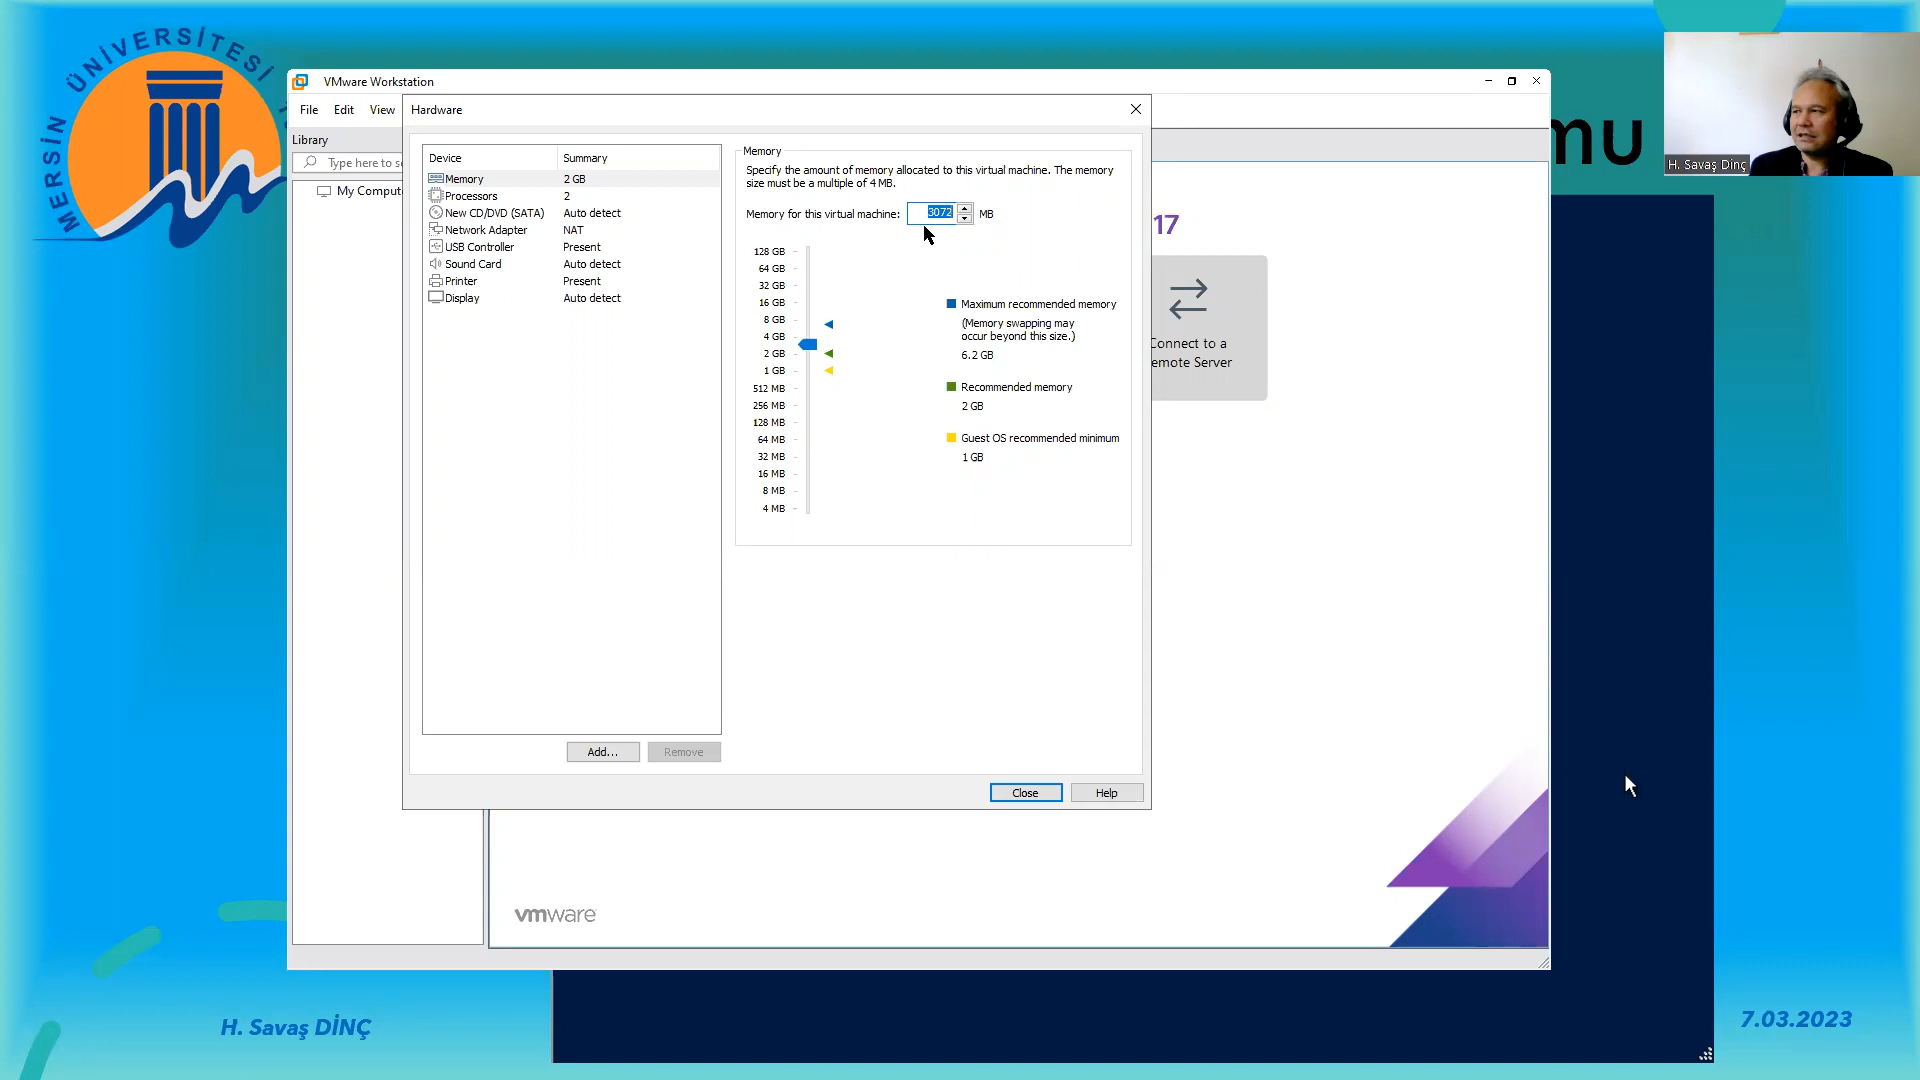 MERSİN ÜNİVERSİTESİ
mu
H. Savaş Dinç
VMware Workstation
File Edit View
Hardware
Library
Type here to se
My Comput
Device Summary
Memory 2 GB
Processors 2
New CD/DVD (SATA) Auto detect
Network Adapter NAT
USB Controller Present
Sound Card Auto detect
Printer Present
Display Auto detect
Add...
Remove
Memory
Specify the amount of memory allocated to this virtual machine. The memory
size must be a multiple of 4 MB.
Memory for this virtual machine: 3072 MB
128 GB
64 GB
32 GB
16 GB
8 GB
4 GB
2 GB
1 GB
512 MB
256 MB
128 MB
64 MB
32 MB
16 MB
8 MB
4 MB
Maximum recommended memory
(Memory swapping may
occur beyond this size.)
6.2 GB
Recommended memory
2 GB
Guest OS recommended minimum
1 GB
Close
Help
17
Connect to a
emote Server
vmware
H. Savaş DİNÇ
7.03.2023